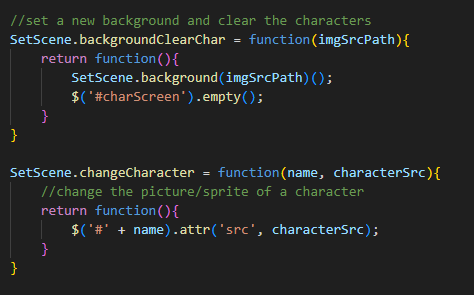 //set a new background and clear the characters
SetScene.backgroundClearChar = function(imgSrcPath){
    return function(){
        SetScene.background(imgSrcPath)();
        $('#charScreen').empty();
    }
}

SetScene.changeCharacter = function(name, characterSrc){
    //change the picture/sprite of a character
    return function(){
        $('#' + name).attr('src', characterSrc);
    }
}